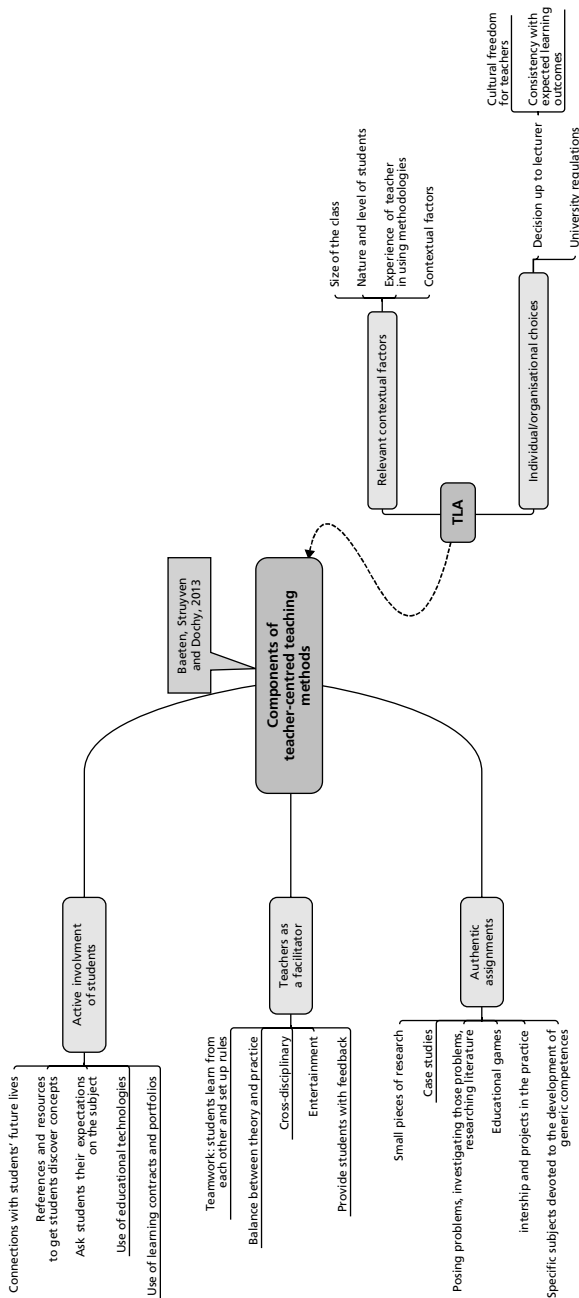 Connections with students' future lives
References and resources
to get students discover concepts
Ask students their expectations
on the subject
Use of educational technologies
Use of learning contracts and portfolios
Active involvment
of students
Teamwork: students learn from
each other and set up rules
Balance between theory and practice
Cross-disciplinary
Entertainment
Provide students with feedback
Teachers as
a facilitator
Small pieces of research
Case studies
Posing problems, investigating those problems,
researching literature
Educational games
intership and projects in the practice
Specific subjects devoted to the development of
generic competences
Authentic
assignments
Baeten, Struyven
and Dochy, 2013
Components of
teacher-centred teaching
methods
TLA
Relevant contextual factors
Size of the class
Nature and level of students
Experience of teacher
in using methodologies
Contextual factors
Individual/organisational choices
Decision up to lecturer
University regulations
Cultural freedom
for teachers
Consistency with
expected learning
outcomes